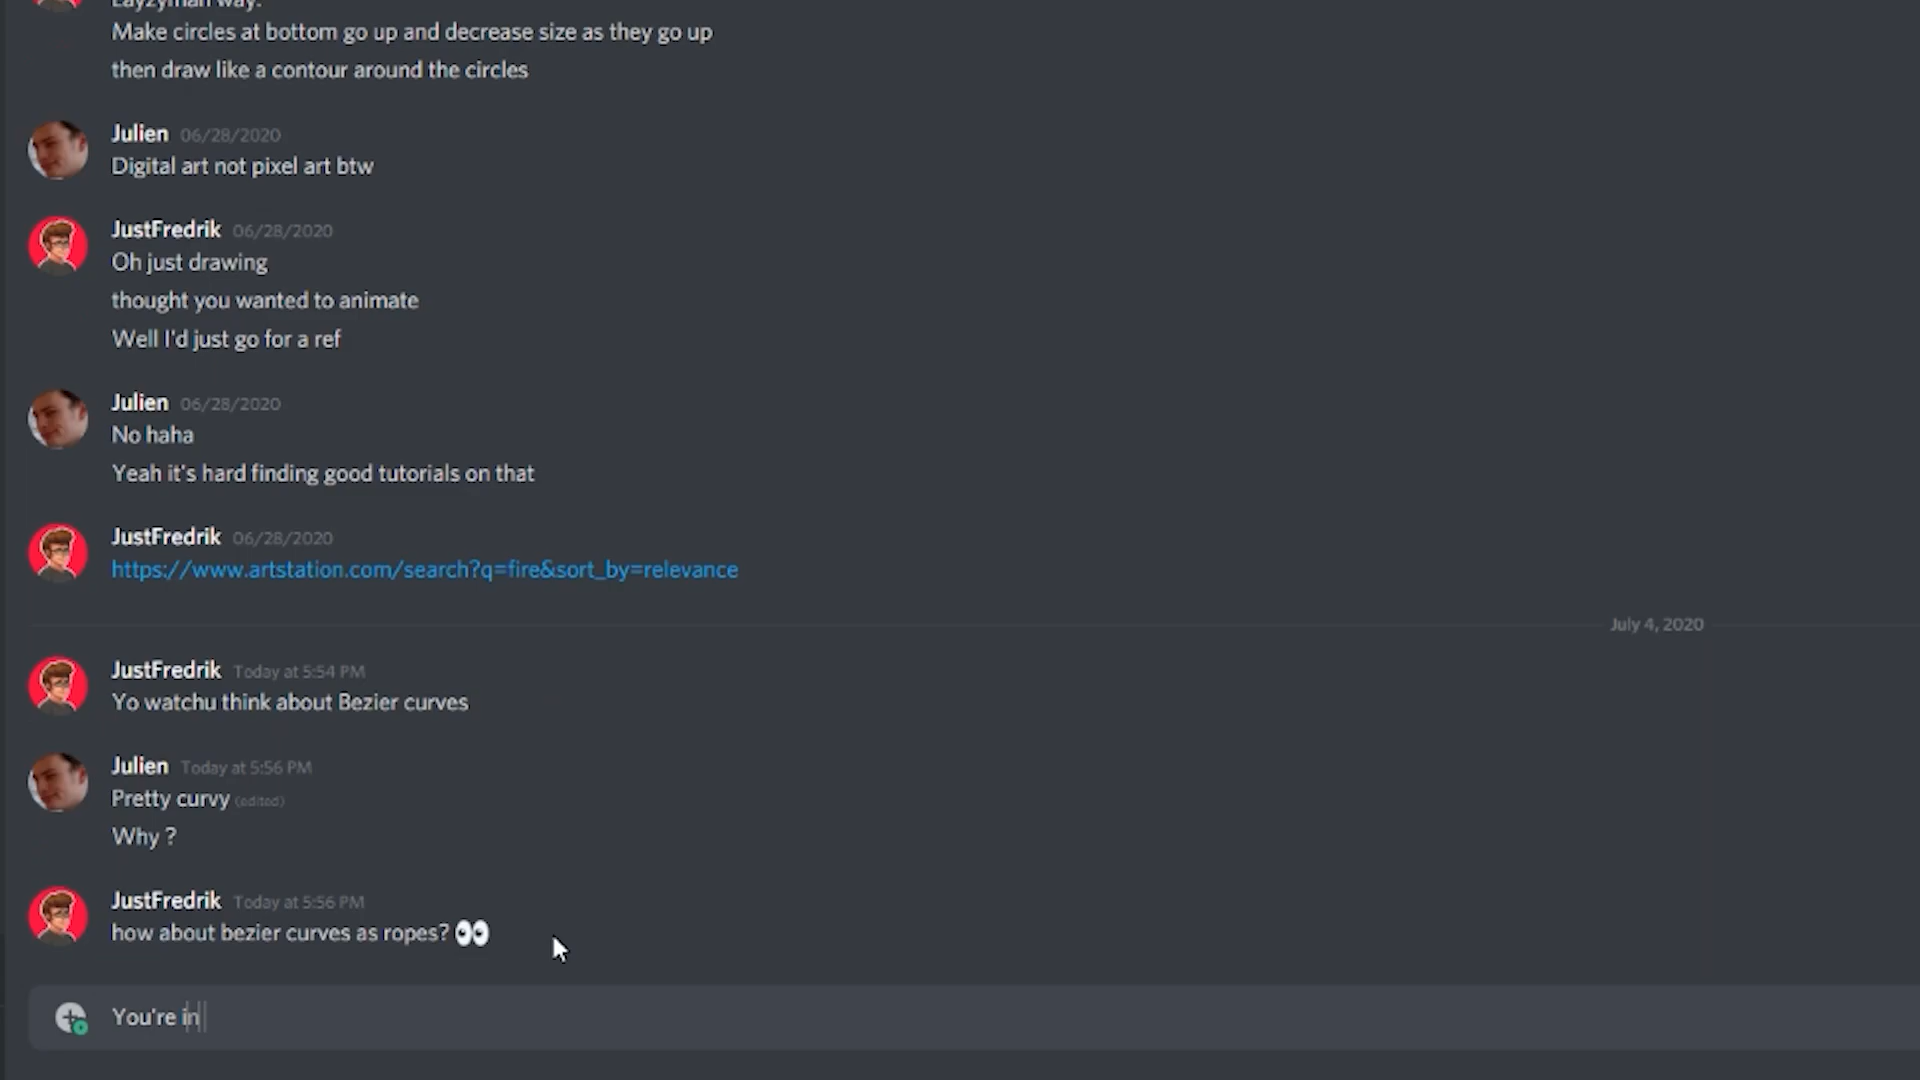 Layzyman way:
Make circles at bottom go up and decrease size as they go up
then draw like a contour around the circles
Julien 06/28/2020
Digital art not pixel art btw
JustFredrik 06/28/2020
Oh just drawing
thought you wanted to animate
Well I'd just go for a ref
Julien 06/28/2020
No haha
Yeah it's hard finding good tutorials on that
JustFredrik 06/28/2020
https://www.artstation.com/search?q=fire&sort_by=relevance
July 4, 2020
JustFredrik Today at 5:54 PM
Yo watchu think about Bezier curves
Julien Today at 5:56 PM
Pretty curvy (edited)
Why ?
JustFredrik Today at 5:56 PM
how about bezier curves as ropes? 👀
You're in